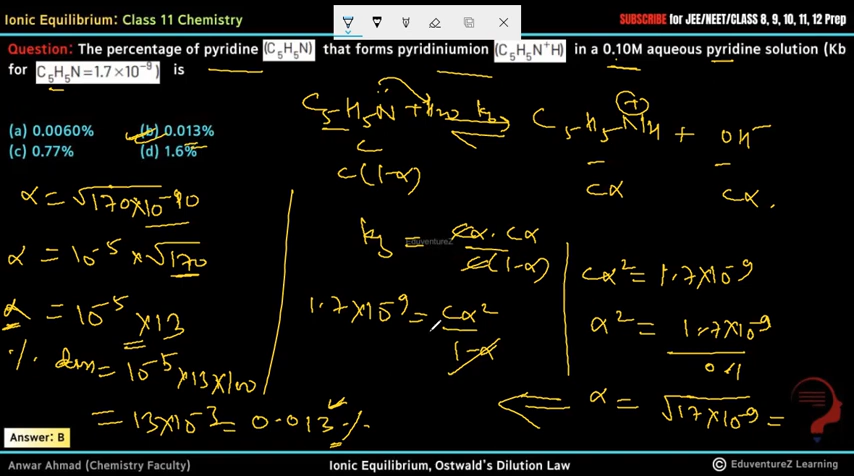 Ionic Equilibrium: Class 11 Chemistry
SUBSCRIBE for JEE/NEET/CLASS 8, 9, 10, 11, 12 Prep
Question: The percentage of pyridine (C₅H₅N) that forms pyridiniumion (C₅H₅N⁺H) in a 0.10M aqueous pyridine solution (Kb
for C₅H₅N=1.7×10⁻⁹) is
(a) 0.0060% (b) 0.013%
(c) 0.77% (d) 1.6%
C₅H₅N̈ + H₂O kb ⇌ C₅H₅N⊕H + OH⁻
C
C(1-α) Cα Cα.
kb = Cα. Cα / C(1-α)
EduventureZ
1.7×10⁻⁹ = Cα² / 1-α
Cα² = 1.7×10⁻⁹
α² = 1.7×10⁻⁹ / 0.1
α = √17×10⁻⁹ =
α = √170×10⁻¹⁰
α = 10⁻⁵ × √170
α = 10⁻⁵ × 13
% = 10⁻⁵ × 13 × 100
= 13×10⁻³ = 0.013 %
Answer: B
Anwar Ahmad (Chemistry Faculty)
Ionic Equilibrium, Ostwald's Dilution Law
© EduventureZ Learning